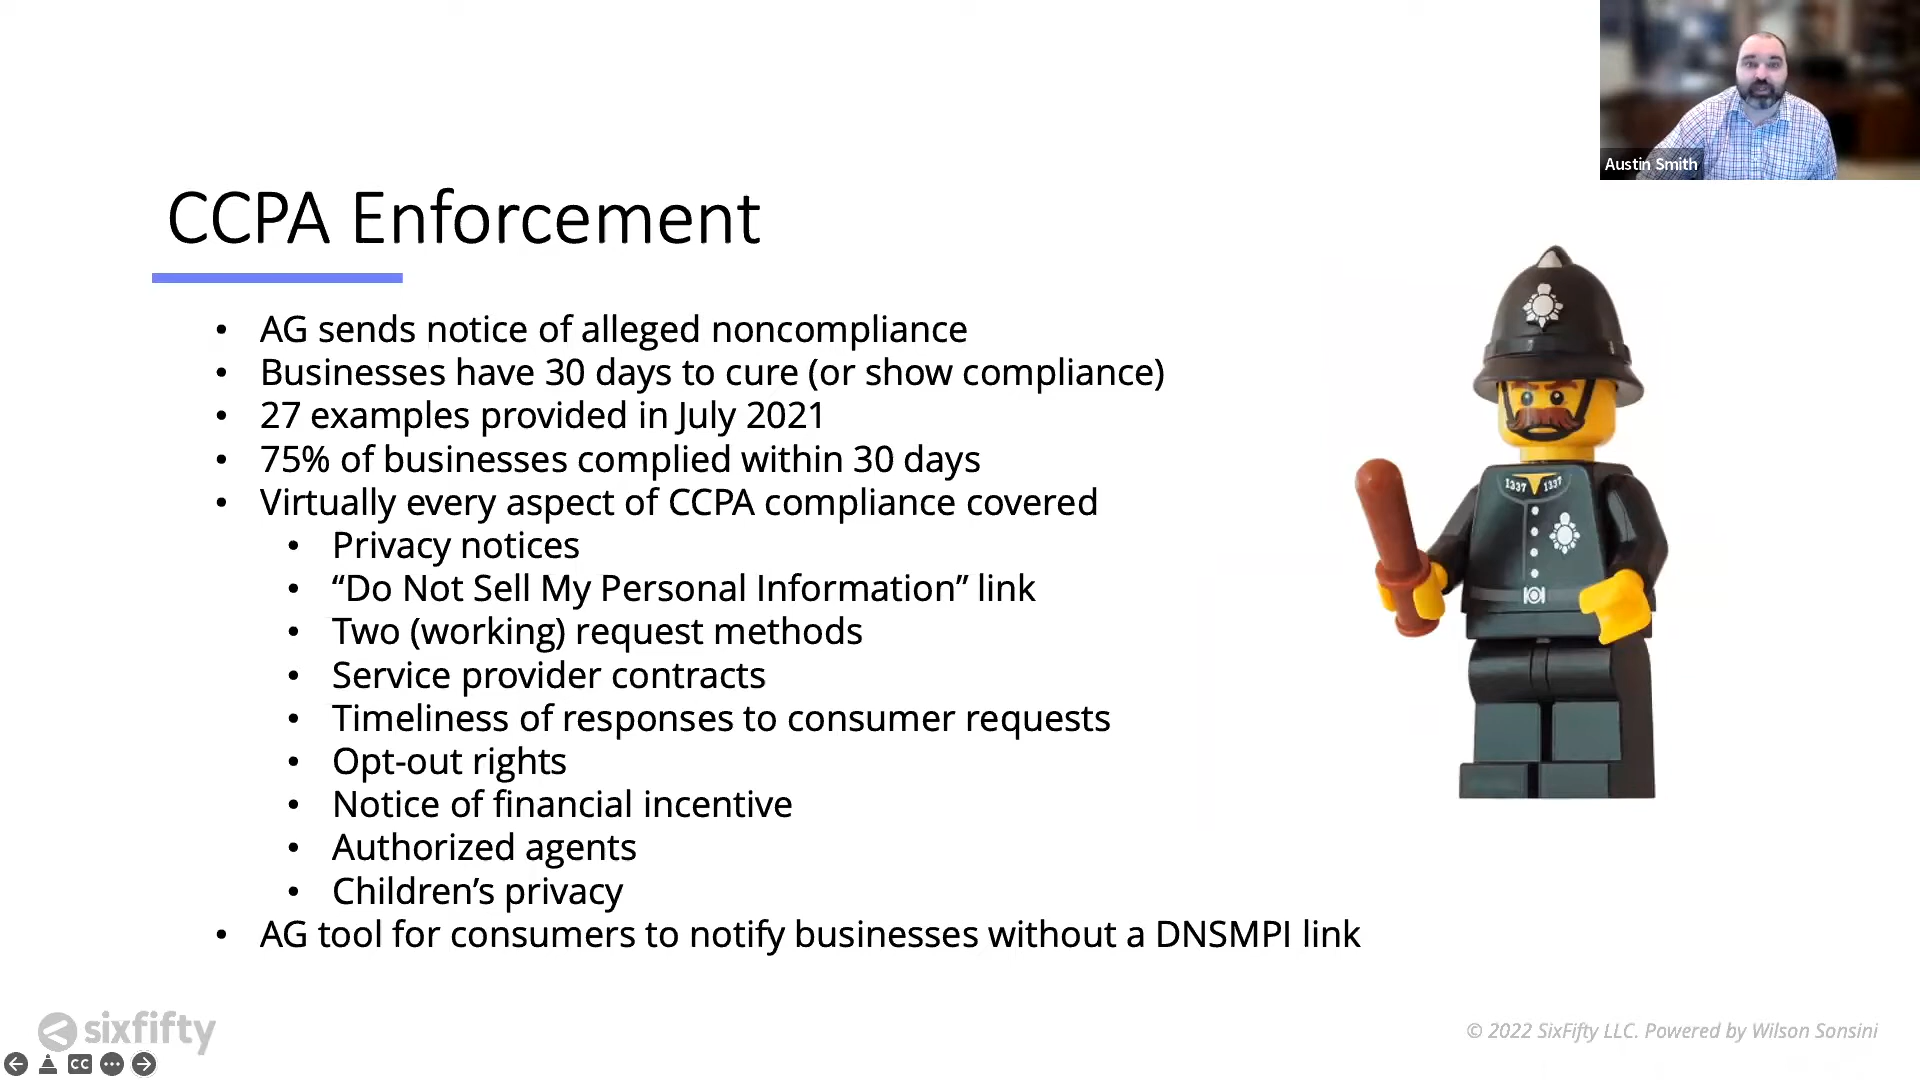 Austin Smith
CCPA Enforcement
• AG sends notice of alleged noncompliance
• Businesses have 30 days to cure (or show compliance)
• 27 examples provided in July 2021
• 75% of businesses complied within 30 days
• Virtually every aspect of CCPA compliance covered
• Privacy notices
• “Do Not Sell My Personal Information” link
• Two (working) request methods
• Service provider contracts
• Timeliness of responses to consumer requests
• Opt-out rights
• Notice of financial incentive
• Authorized agents
• Children’s privacy
• AG tool for consumers to notify businesses without a DNSMPI link
1337 1337
sixfifty
© 2022 SixFifty LLC. Powered by Wilson Sonsini
CC